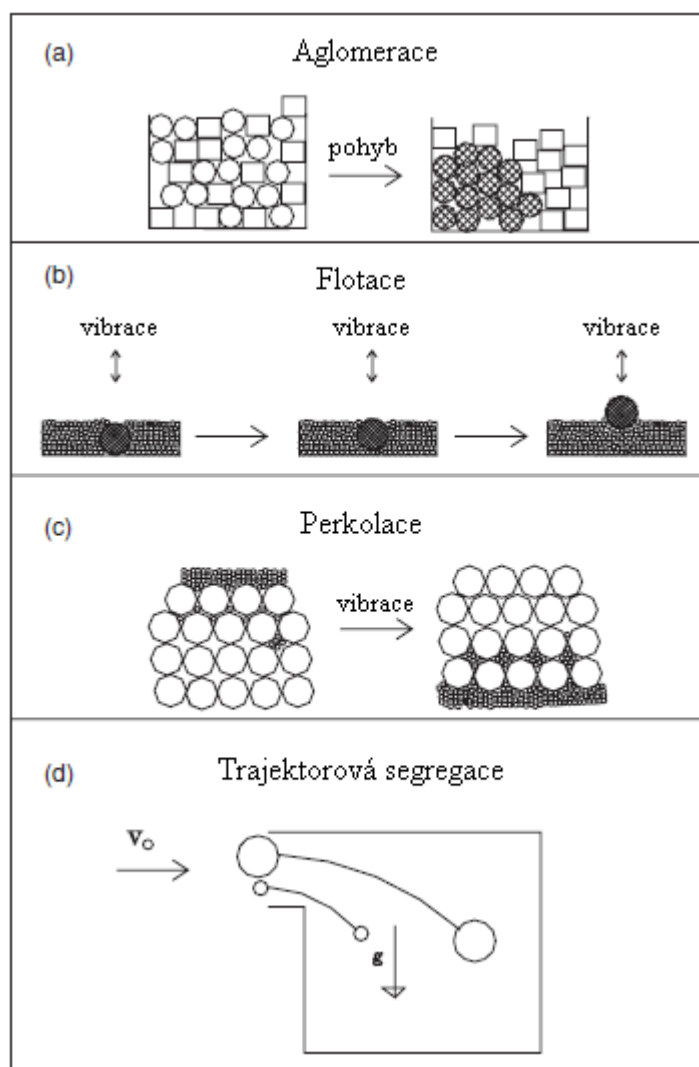 (a) Aglomerace
pohyb
(b) Flotace
vibrace vibrace vibrace
(c) Perkolace
vibrace
(d) Trajektorová segregace
v₀
g